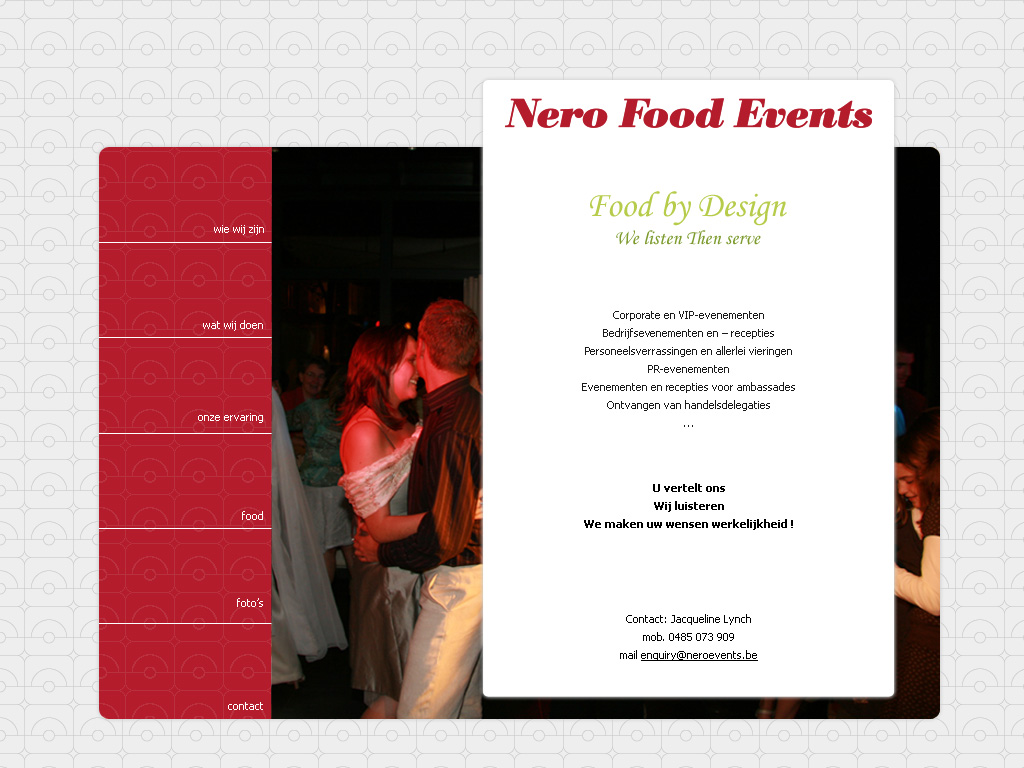 Nero Food Events
wie wij zijn
wat wij doen
onze ervaring
food
foto's
contact
Food by Design
We listen Then serve
Corporate en VIP-evenementen
Bedrijfsevenementen en – recepties
Personeelsverrassingen en allerlei vieringen
PR-evenementen
Evenementen en recepties voor ambassades
Ontvangen van handelsdelegaties
...
U vertelt ons
Wij luisteren
We maken uw wensen werkelijkheid !
Contact: Jacqueline Lynch
mob. 0485 073 909
mail enquiry@neroevents.be